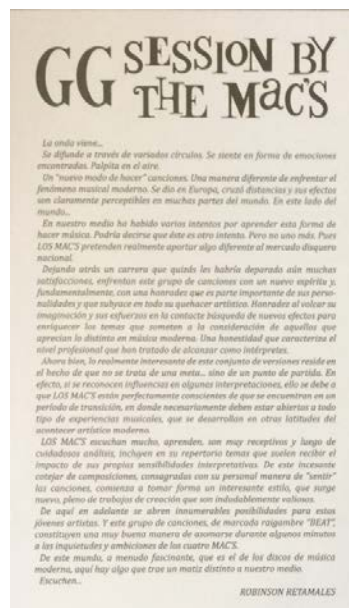 GG SESSION BY
THE MAC'S
La onda viene...
Se difunde a través de variados círculos. Se siente en forma de emociones
encontradas. Palpita en el aire.
Un "nuevo modo de hacer" canciones. Una manera diferente de enfrentar el
fenómeno musical moderno. Se dio en Europa, cruzó distancias y sus efectos
son claramente perceptibles en muchas partes del mundo. En este lado del
mundo...
En nuestro medio ha habido varios intentos por aprender esta forma de
hacer música. Podría decirse que éste es otro intento. Pero no uno más. Pues
LOS MAC'S pretenden realmente aportar algo diferente al mercado disquero
nacional.
Dejando atrás un carrera que quizás les habría deparado aún muchas
satisfacciones, enfrentan este grupo de canciones con un nuevo espíritu y,
fundamentalmente, con una honradez que es parte importante de sus perso-
nalidades y que subyace en todo su quehacer artístico. Honradez al volcar su
imaginación y sus esfuerzos en la contacte búsqueda de nuevos efectos para
enriquecer los temas que someten a la consideración de aquellos que
aprecian lo distinto en música moderna. Una honestidad que caracteriza el
nivel profesional que han tratado de alcanzar como intérpretes.
Ahora bien, lo realmente interesante de este conjunto de versiones reside en
el hecho de que no se trata de una meta... sino de un punto de partida. En
efecto, si se reconocen influencias en algunas interpretaciones, ello se debe a
que LOS MAC'S están perfectamente conscientes de que se encuentran en un
período de transición, en donde necesariamente deben estar abiertos a todo
tipo de experiencias musicales, que se desarrollan en otras latitudes del
acontecer artístico moderno.
LOS MAC'S escuchan mucho, aprenden, son muy receptivos y luego de
cuidadosos análisis, incluyen en su repertorio temas que suelen recibir el
impacto de sus propias sensibilidades interpretativas. De este incesante
cotejar de composiciones, consagradas con su personal manera de "sentir"
las canciones, comienza a tomar forma un interesante estilo, que surge
nuevo, pleno de trabajos de creación que son indudablemente valiosos.
De aquí en adelante se abren innumerables posibilidades para estos
jóvenes artistas. Y este grupo de canciones, de marcada raigambre "BEAT",
constituyen una muy buena manera de asomarse durante algunos minutos
a las inquietudes y ambiciones de los cuatro MAC'S.
De este mundo, a menudo fascinante, que es el de los discos de música
moderna, aquí hay algo que trae un matiz distinto a nuestro medio.
Escuchen...
ROBINSON RETAMALES